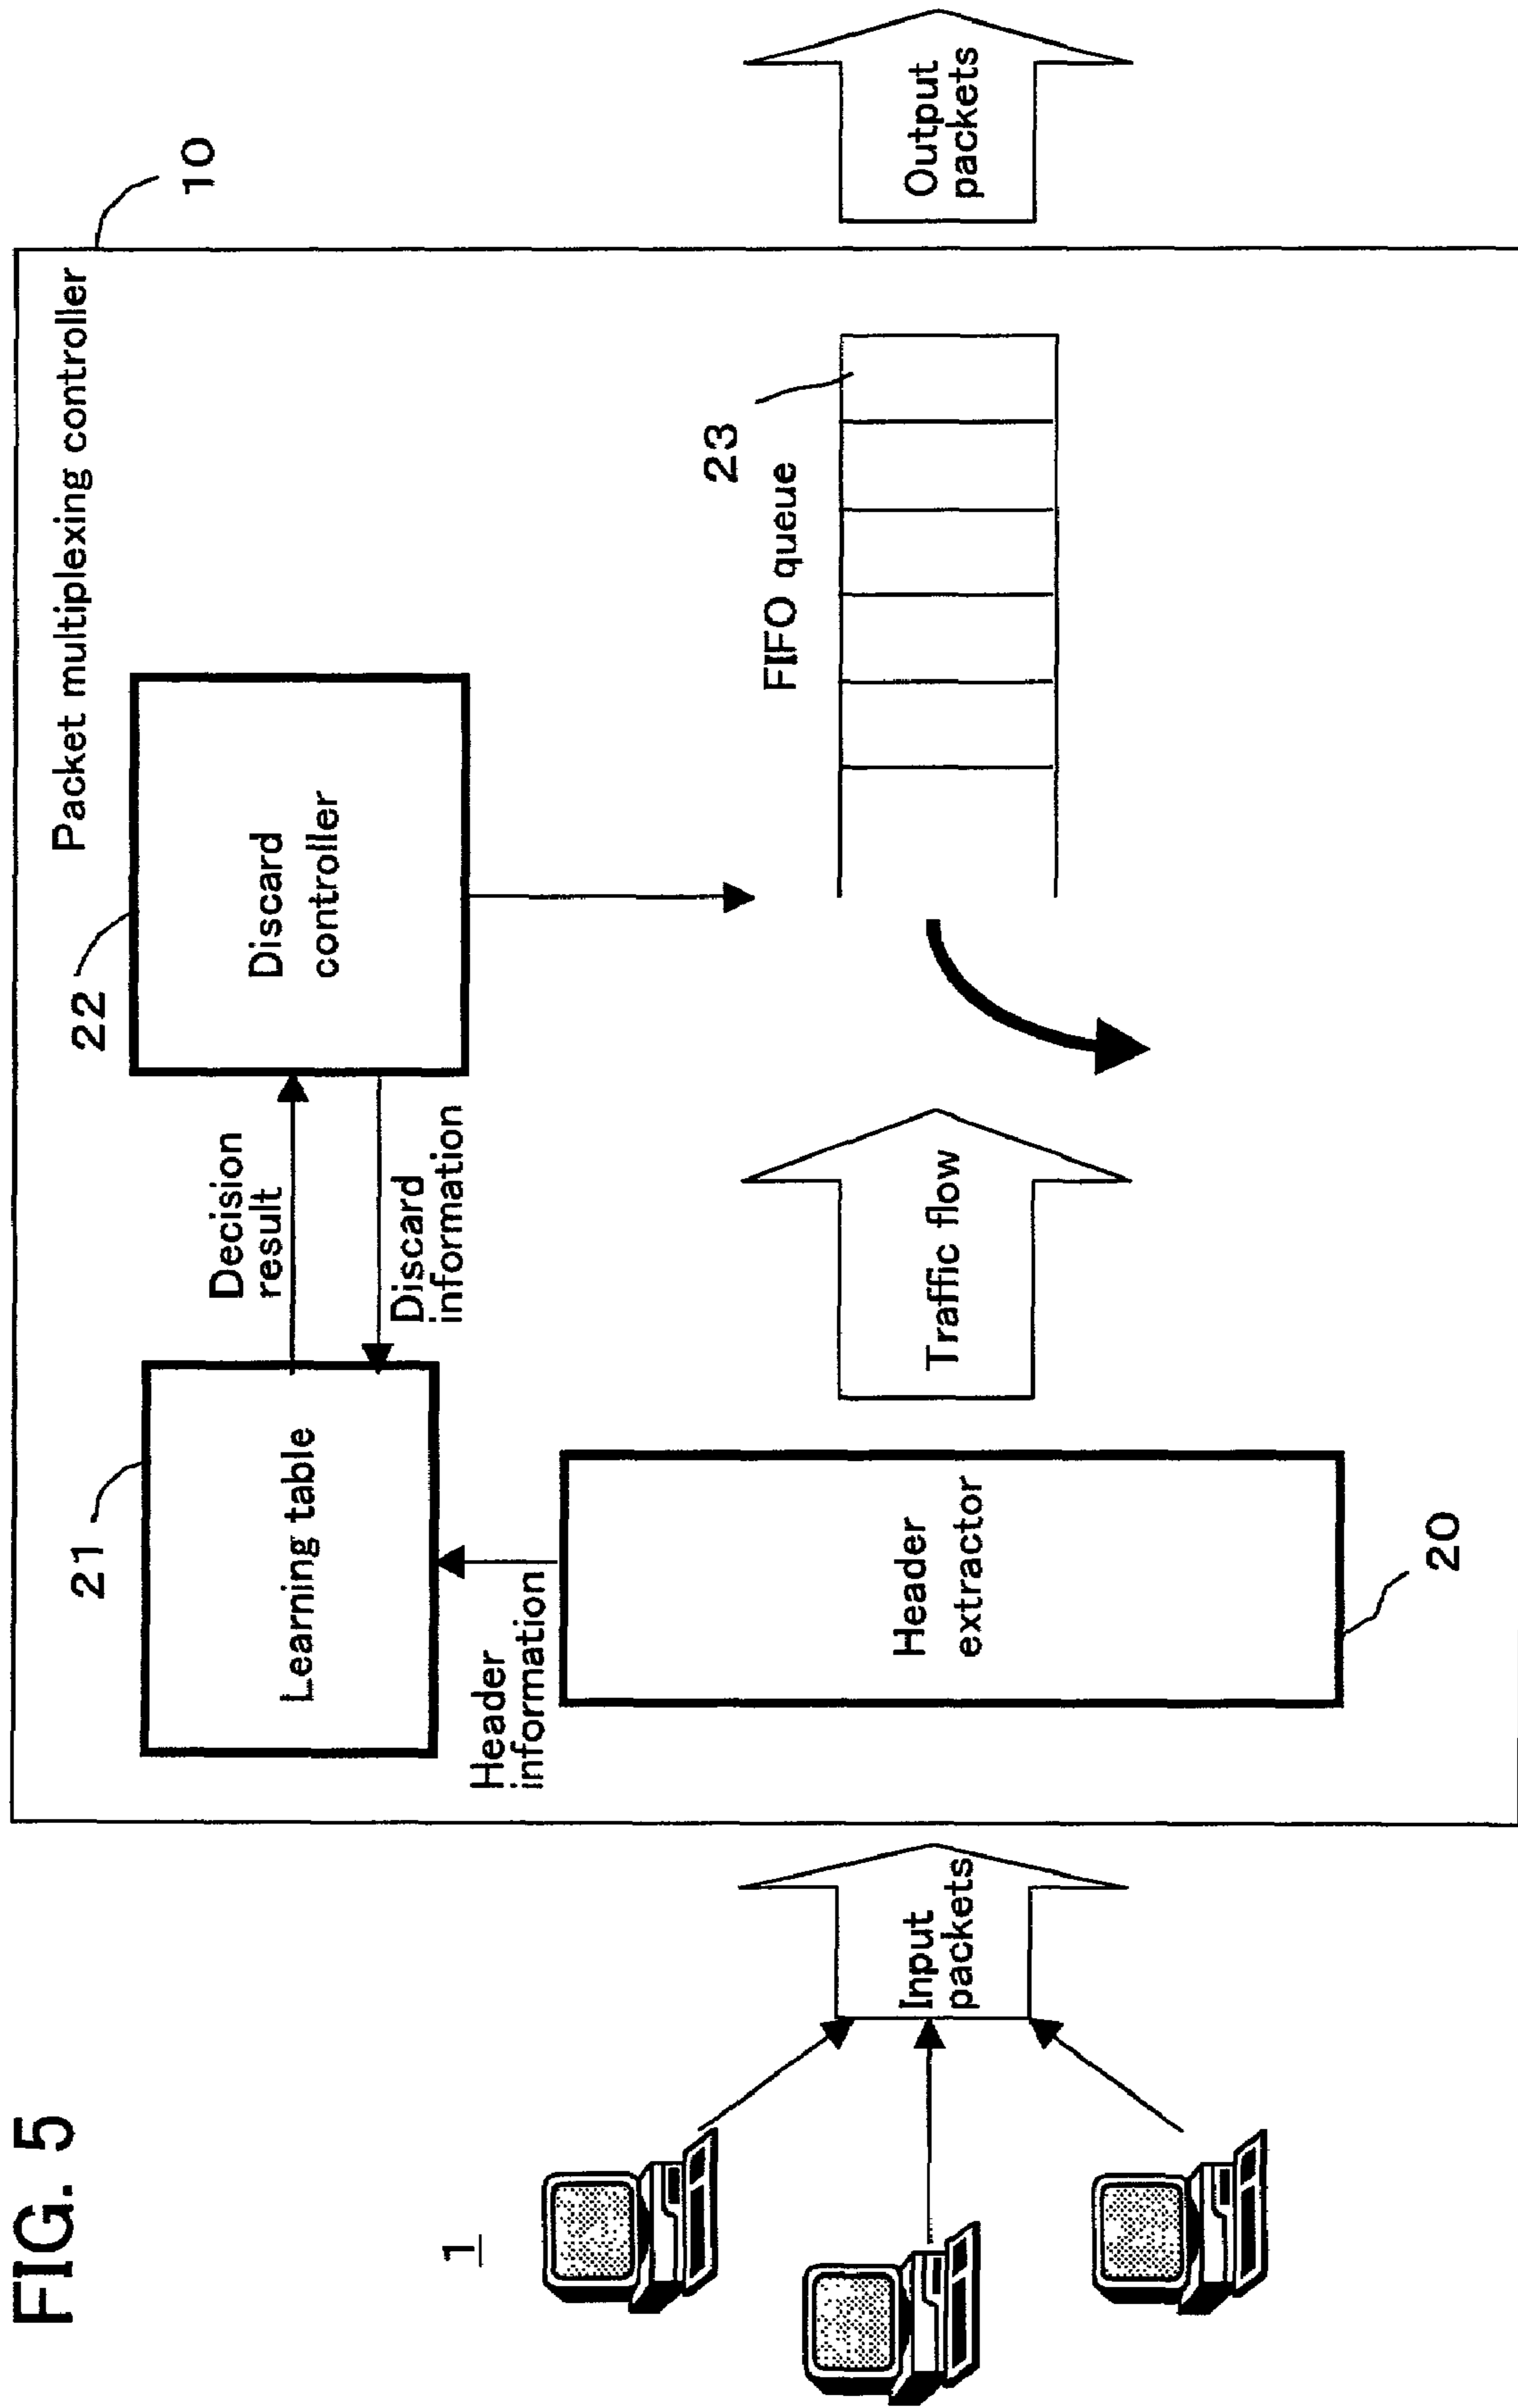 FIG. 5
1
10
Packet multiplexing controller
21
Learning table
Decision
result
Discard
information
22
Discard
controller
Header
information
Header
extractor
20
Input
packets
Traffic flow
23
FIFO queue
Output
packets